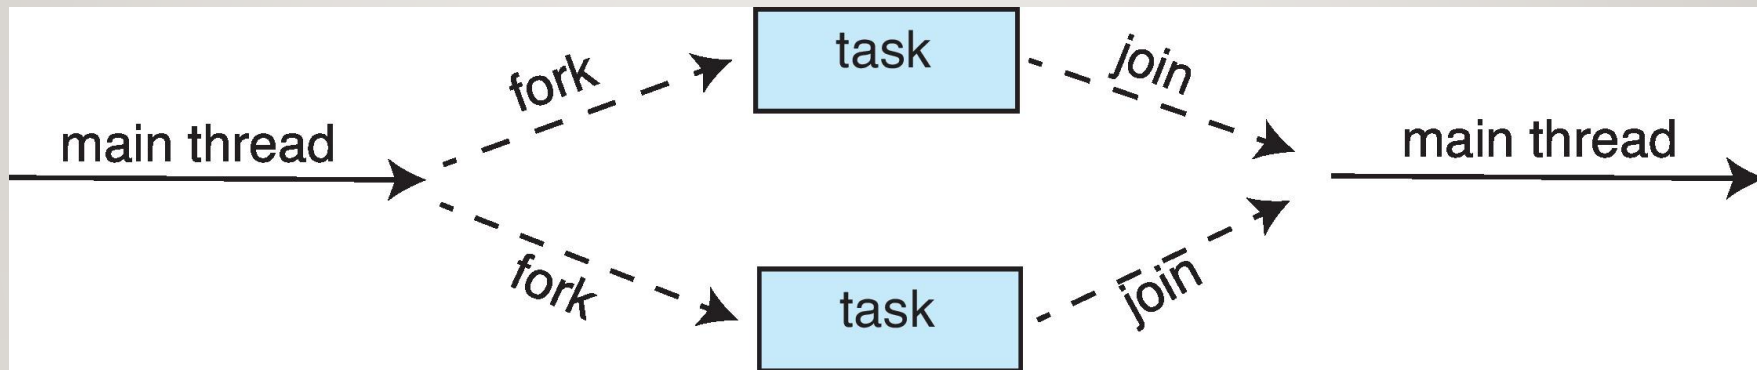 main thread
fork
task
join
fork
task
join
main thread